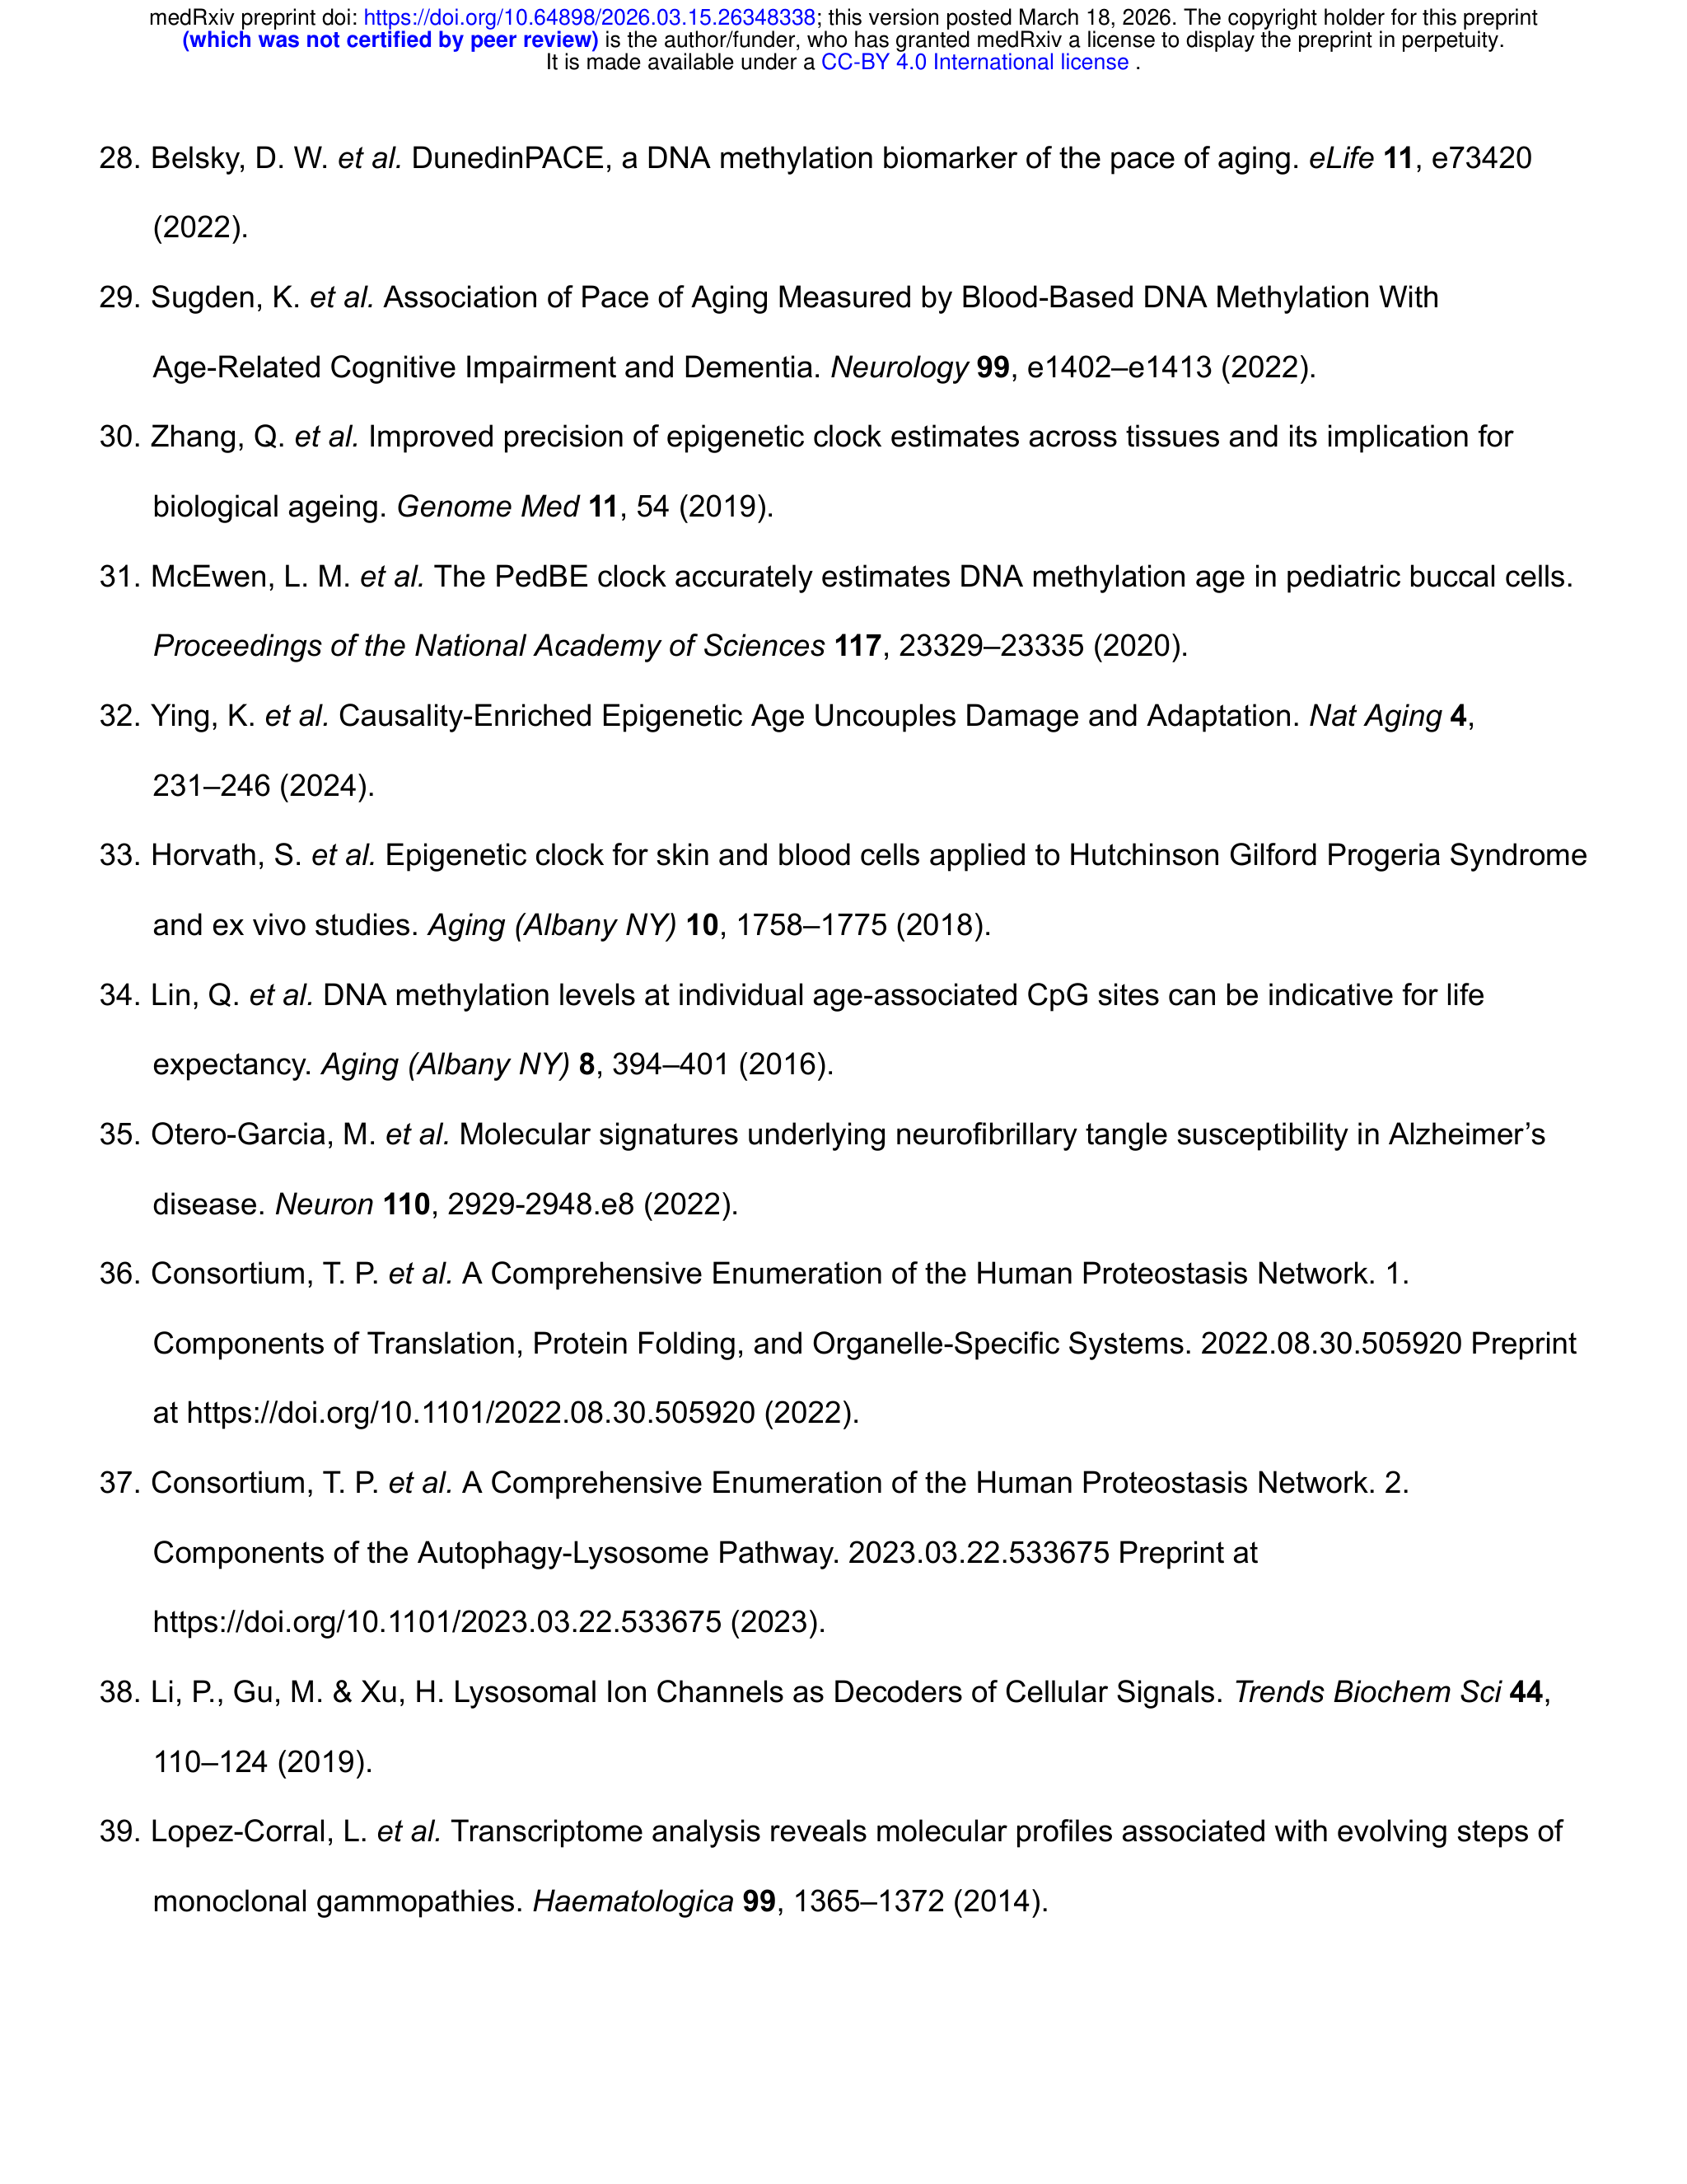 medRxiv preprint doi: https://doi.org/10.64898/2026.03.15.26348338; this version posted March 18, 2026. The copyright holder for this preprint
(which was not certified by peer review) is the author/funder, who has granted medRxiv a license to display the preprint in perpetuity.
It is made available under a CC-BY 4.0 International license .
28. Belsky, D. W. et al. DunedinPACE, a DNA methylation biomarker of the pace of aging. eLife 11, e73420
(2022).
29. Sugden, K. et al. Association of Pace of Aging Measured by Blood-Based DNA Methylation With
Age-Related Cognitive Impairment and Dementia. Neurology 99, e1402–e1413 (2022).
30. Zhang, Q. et al. Improved precision of epigenetic clock estimates across tissues and its implication for
biological ageing. Genome Med 11, 54 (2019).
31. McEwen, L. M. et al. The PedBE clock accurately estimates DNA methylation age in pediatric buccal cells.
Proceedings of the National Academy of Sciences 117, 23329–23335 (2020).
32. Ying, K. et al. Causality-Enriched Epigenetic Age Uncouples Damage and Adaptation. Nat Aging 4,
231–246 (2024).
33. Horvath, S. et al. Epigenetic clock for skin and blood cells applied to Hutchinson Gilford Progeria Syndrome
and ex vivo studies. Aging (Albany NY) 10, 1758–1775 (2018).
34. Lin, Q. et al. DNA methylation levels at individual age-associated CpG sites can be indicative for life
expectancy. Aging (Albany NY) 8, 394–401 (2016).
35. Otero-Garcia, M. et al. Molecular signatures underlying neurofibrillary tangle susceptibility in Alzheimer’s
disease. Neuron 110, 2929-2948.e8 (2022).
36. Consortium, T. P. et al. A Comprehensive Enumeration of the Human Proteostasis Network. 1.
Components of Translation, Protein Folding, and Organelle-Specific Systems. 2022.08.30.505920 Preprint
at https://doi.org/10.1101/2022.08.30.505920 (2022).
37. Consortium, T. P. et al. A Comprehensive Enumeration of the Human Proteostasis Network. 2.
Components of the Autophagy-Lysosome Pathway. 2023.03.22.533675 Preprint at
https://doi.org/10.1101/2023.03.22.533675 (2023).
38. Li, P., Gu, M. & Xu, H. Lysosomal Ion Channels as Decoders of Cellular Signals. Trends Biochem Sci 44,
110–124 (2019).
39. Lopez-Corral, L. et al. Transcriptome analysis reveals molecular profiles associated with evolving steps of
monoclonal gammopathies. Haematologica 99, 1365–1372 (2014).